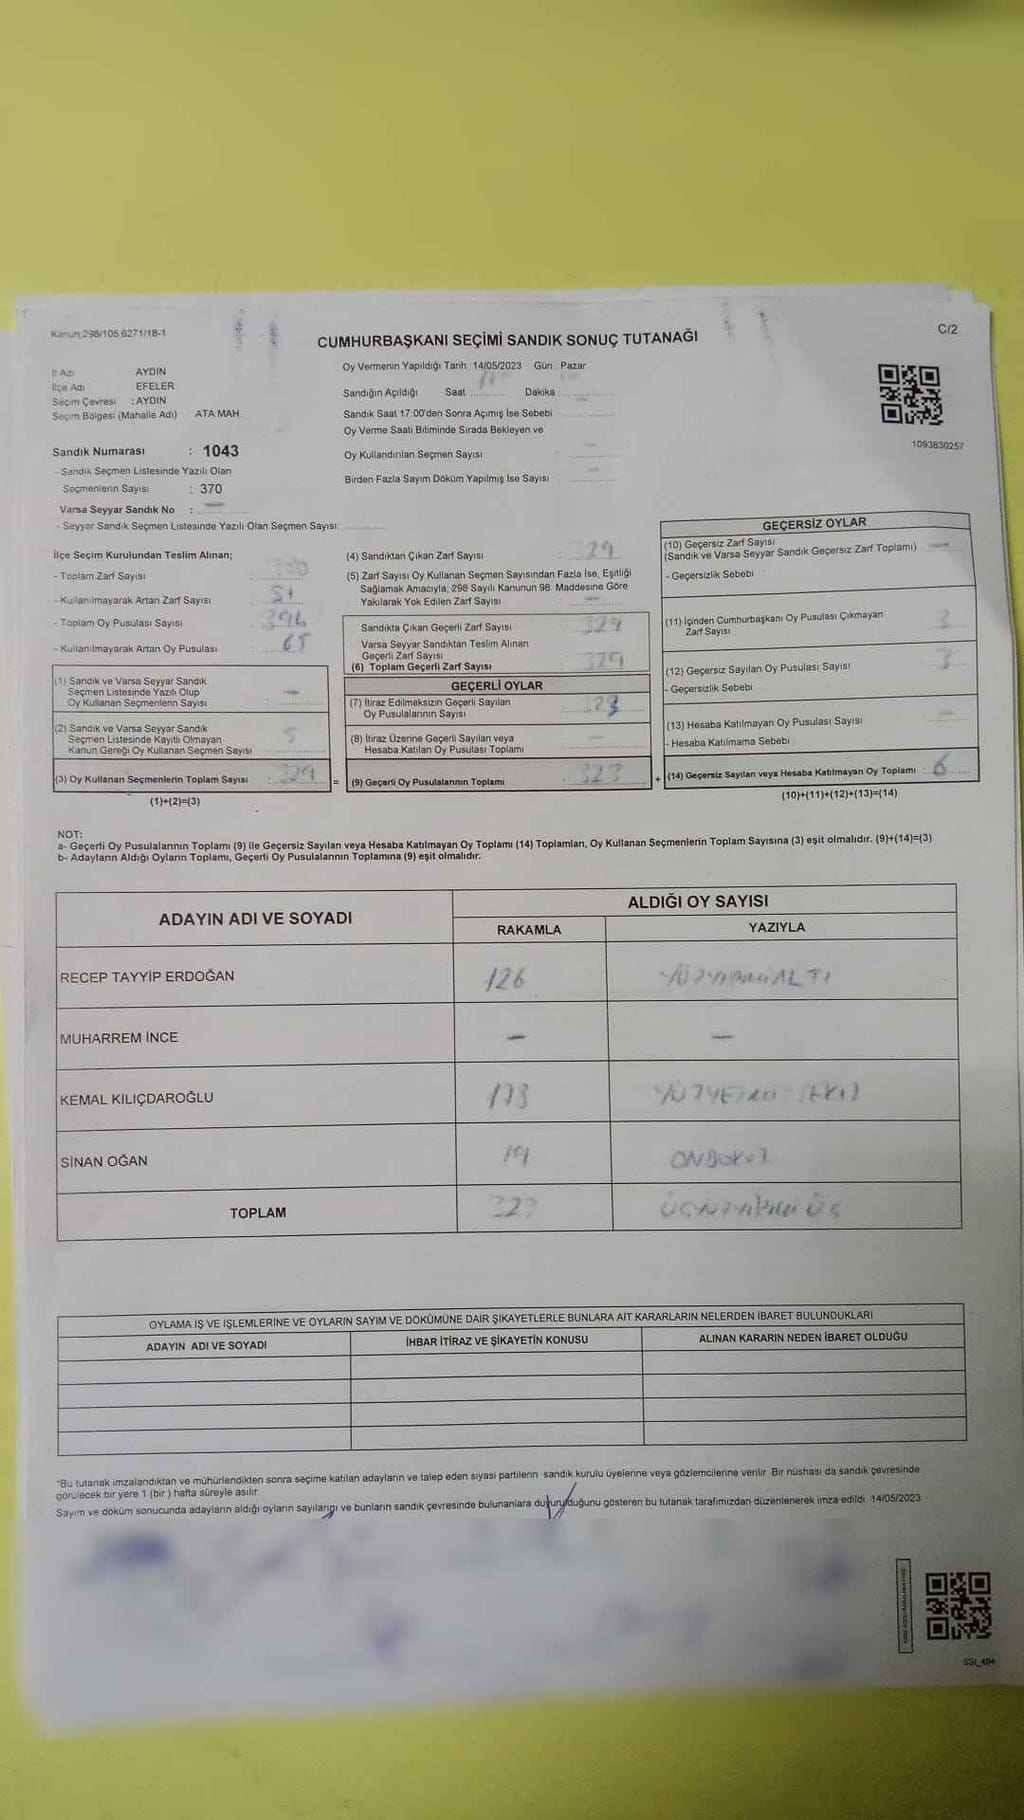 Kanun;298/105,6271/18-1
CUMHURBAŞKANI SEÇİMİ SANDIK SONUÇ TUTANAĞI
C/2
İl Adı AYDIN
İlçe Adı EFELER
Seçim Çevresi : AYDIN
Seçim Bölgesi (Mahalle Adı) ATA MAH.
Sandık Numarası : 1043
- Sandık Seçmen Listesinde Yazılı Olan
Seçmenlerin Sayısı : 370
Varsa Seyyar Sandık No : —
- Seyyar Sandık Seçmen Listesinde Yazılı Olan Seçmen Sayısı:
Oy Vermenin Yapıldığı Tarih : 14/05/2023 Gün : Pazar
Sandığın Açıldığı Saat Dakika
Sandık Saat 17:00'den Sonra Açımış İse Sebebi
Oy Verme Saati Bitiminde Sırada Bekleyen ve
Oy Kullandırılan Seçmen Sayısı
Birden Fazla Sayım Döküm Yapılmış İse Sayısı
1093830257
İlçe Seçim Kurulundan Teslim Alınan;
- Toplam Zarf Sayısı : 380
- Kullanılmayarak Artan Zarf Sayısı : 51
- Toplam Oy Pusulası Sayısı : 394
- Kullanılmayarak Artan Oy Pusulası : 65
(1) Sandık ve Varsa Seyyar Sandık
Seçmen Listesinde Yazılı Olup
Oy Kullanan Seçmenlerin Sayısı : —
(2) Sandık ve Varsa Seyyar Sandık
Seçmen Listesinde Kayıtlı Olmayan
Kanun Gereği Oy Kullanan Seçmen Sayısı : 5
(3) Oy Kullanan Seçmenlerin Toplam Sayısı : 329 =
(1)+(2)=(3)
(4) Sandıktan Çıkan Zarf Sayısı : 329
(5) Zarf Sayısı Oy Kullanan Seçmen Sayısından Fazla İse, Eşitliği
Sağlamak Amacıyla; 298 Sayılı Kanunun 98. Maddesine Göre
Yakılarak Yok Edilen Zarf Sayısı : —
Sandıkta Çıkan Geçerli Zarf Sayısı : 329
Varsa Seyyar Sandıktan Teslim Alınan
Geçerli Zarf Sayısı
(6) Toplam Geçerli Zarf Sayısı : 329
GEÇERLİ OYLAR
(7) İtiraz Edilmeksizin Geçerli Sayılan
Oy Pusulalarının Sayısı : 323
(8) İtiraz Üzerine Geçerli Sayılan veya
Hesaba Katılan Oy Pusulası Toplamı : —
(9) Geçerli Oy Pusulalarının Toplamı : 323 +
GEÇERSİZ OYLAR
(10) Geçersiz Zarf Sayısı
(Sandık ve Varsa Seyyar Sandık Geçersiz Zarf Toplamı) : —
- Geçersizlik Sebebi :
(11) İçinden Cumhurbaşkanı Oy Pusulası Çıkmayan
Zarf Sayısı : 3
(12) Geçersiz Sayılan Oy Pusulası Sayısı : 3
- Geçersizlik Sebebi
(13) Hesaba Katılmayan Oy Pusulası Sayısı : —
- Hesaba Katılmama Sebebi :
(14) Geçersiz Sayılan veya Hesaba Katılmayan Oy Toplamı : 6
(10)+(11)+(12)+(13)=(14)
NOT:
a- Geçerli Oy Pusulalarının Toplamı (9) ile Geçersiz Sayılan veya Hesaba Katılmayan Oy Toplamı (14) Toplamları, Oy Kullanan Seçmenlerin Toplam Sayısına (3) eşit olmalıdır. (9)+(14)=(3)
b- Adayların Aldığı Oyların Toplamı, Geçerli Oy Pusulalarının Toplamına (9) eşit olmalıdır.
ADAYIN ADI VE SOYADI
ALDIĞI OY SAYISI
RAKAMLA YAZIYLA
RECEP TAYYİP ERDOĞAN 126 YÜZYİRMİALTI
MUHARREM İNCE — —
KEMAL KILIÇDAROĞLU 178 YÜZYETMİŞSEKİZ
SİNAN OĞAN 19 ONDOKUZ
TOPLAM 323 ÜÇYÜZYİRMİ ÜÇ
OYLAMA İŞ VE İŞLEMLERİNE VE OYLARIN SAYIM VE DÖKÜMÜNE DAİR ŞİKAYETLERLE BUNLARA AİT KARARLARIN NELERDEN İBARET BULUNDUKLARI
ADAYIN ADI VE SOYADI İHBAR İTİRAZ VE ŞİKAYETİN KONUSU ALINAN KARARIN NEDEN İBARET OLDUĞU
*Bu tutanak imzalandıktan ve mühürlendikten sonra seçime katılan adayların ve talep eden siyasi partilerin sandık kurulu üyelerine veya gözlemcilerine verilir. Bir nüshası da sandık çevresinde
görülecek bir yere 1 (bir ) hafta süreyle asılır.
Sayım ve döküm sonucunda adayların aldığı oyların sayılarını ve bunların sandık çevresinde bulunanlara duyurulduğunu gösteren bu tutanak tarafımızdan düzenlenerek imza edildi. 14/05/2023
SSI_404